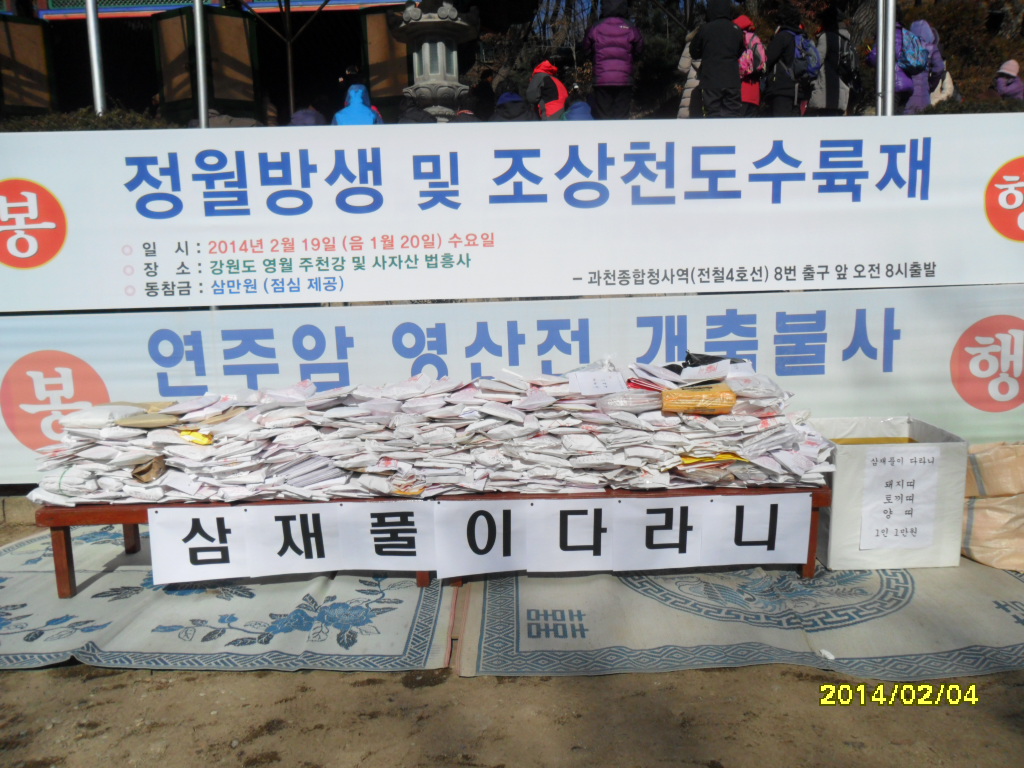 정월방생 및 조상천도수륙재
봉
행
일 시 : 2014년 2월 19일 (음 1월 20일) 수요일
장 소 : 강원도 영월 주천강 및 사자산 법흥사
동참금 : 삼만원 (점심 제공)
- 과천종합청사역(전철4호선) 8번 출구 앞 오전 8시출발
연주암 영산전 개축불사
봉
행
삼재풀이다라니
삼재풀이 다라니
돼지띠
토끼띠
양 띠
1인 1만원
2014/02/04